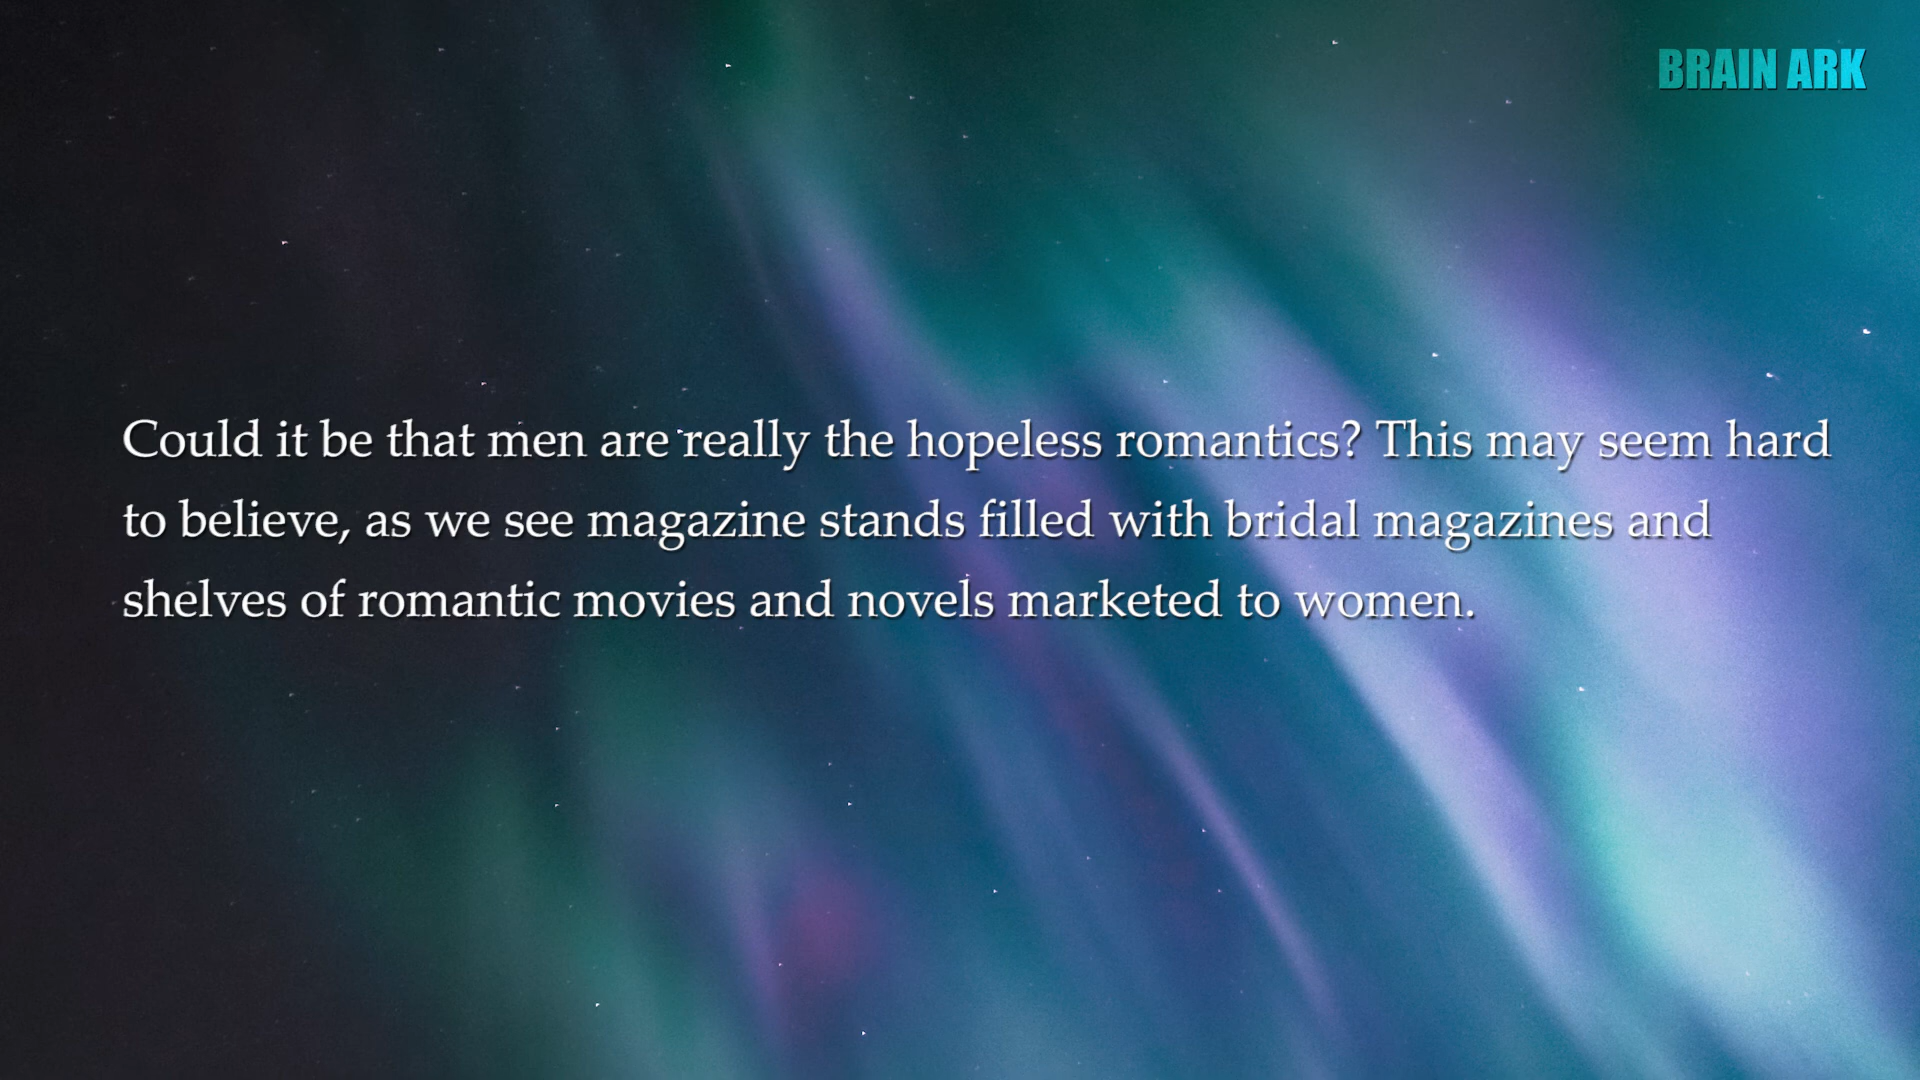 BRAIN ARK
Could it be that men are really the hopeless romantics? This may seem hard
to believe, as we see magazine stands filled with bridal magazines and
shelves of romantic movies and novels marketed to women.